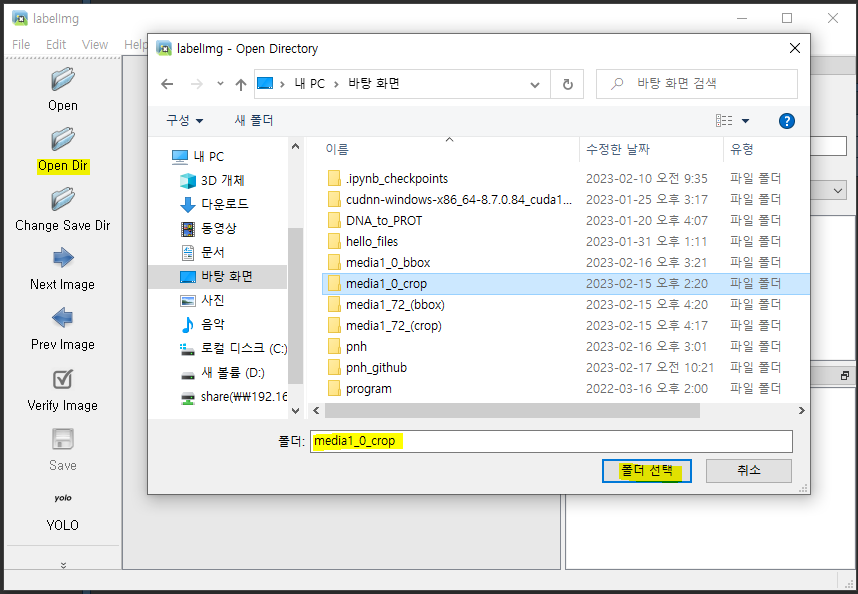 labelImg
File Edit View Help
Open
Open Dir
Change Save Dir
Next Image
Prev Image
Verify Image
Save
yolo
YOLO
labelImg - Open Directory
내 PC 바탕 화면
바탕 화면 검색
구성 새 폴더
내 PC
3D 개체
다운로드
동영상
문서
바탕 화면
사진
음악
로컬 디스크 (C:)
새 볼륨 (D:)
share(₩₩192.16
이름 수정한 날짜 유형
.ipynb_checkpoints 2023-02-10 오전 9:35 파일 폴더
cudnn-windows-x86_64-8.7.0.84_cuda1... 2023-01-25 오후 3:17 파일 폴더
DNA_to_PROT 2023-01-20 오후 4:07 파일 폴더
hello_files 2023-01-31 오후 1:11 파일 폴더
media1_0_bbox 2023-02-16 오후 3:21 파일 폴더
media1_0_crop 2023-02-15 오후 2:20 파일 폴더
media1_72_(bbox) 2023-02-15 오후 4:20 파일 폴더
media1_72_(crop) 2023-02-15 오후 4:17 파일 폴더
pnh 2023-02-16 오후 3:01 파일 폴더
pnh_github 2023-02-17 오전 10:21 파일 폴더
program 2022-03-16 오후 2:00 파일 폴더
폴더: media1_0_crop
폴더 선택 취소